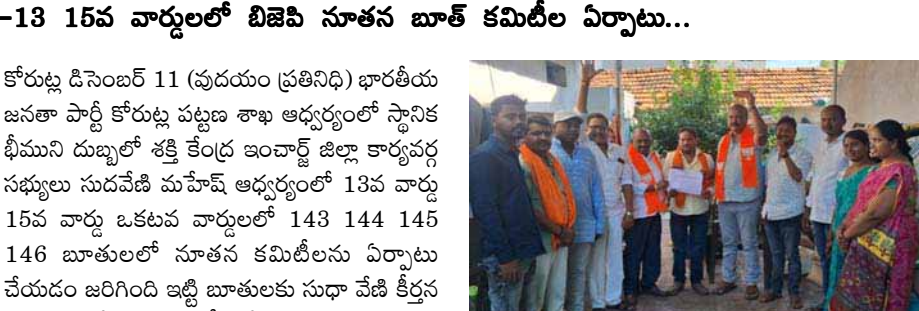 -13 15వ వార్డులలో బిజెపి నూతన బూత్ కమిటీల ఏర్పాటు...
కోరుట్ల డిసెంబర్ 11 (వుదయం ప్రతినిధి) భారతీయ
జనతా పార్టీ కోరుట్ల పట్టణ శాఖ ఆధ్వర్యంలో స్థానిక
భీముని దుబ్బలో శక్తి కేంద్ర ఇంచార్జ్ జిల్లా కార్యవర్గ
సభ్యులు సుదవేణి మహేష్ ఆధ్వర్యంలో 13వ వార్డు
15వ వార్డు ఒకటవ వార్డులలో 143 144 145
146 బూతులలో నూతన కమిటీలను ఏర్పాటు
చేయడం జరిగింది ఇట్టి బూతులకు సుధా వేణి కీర్తన